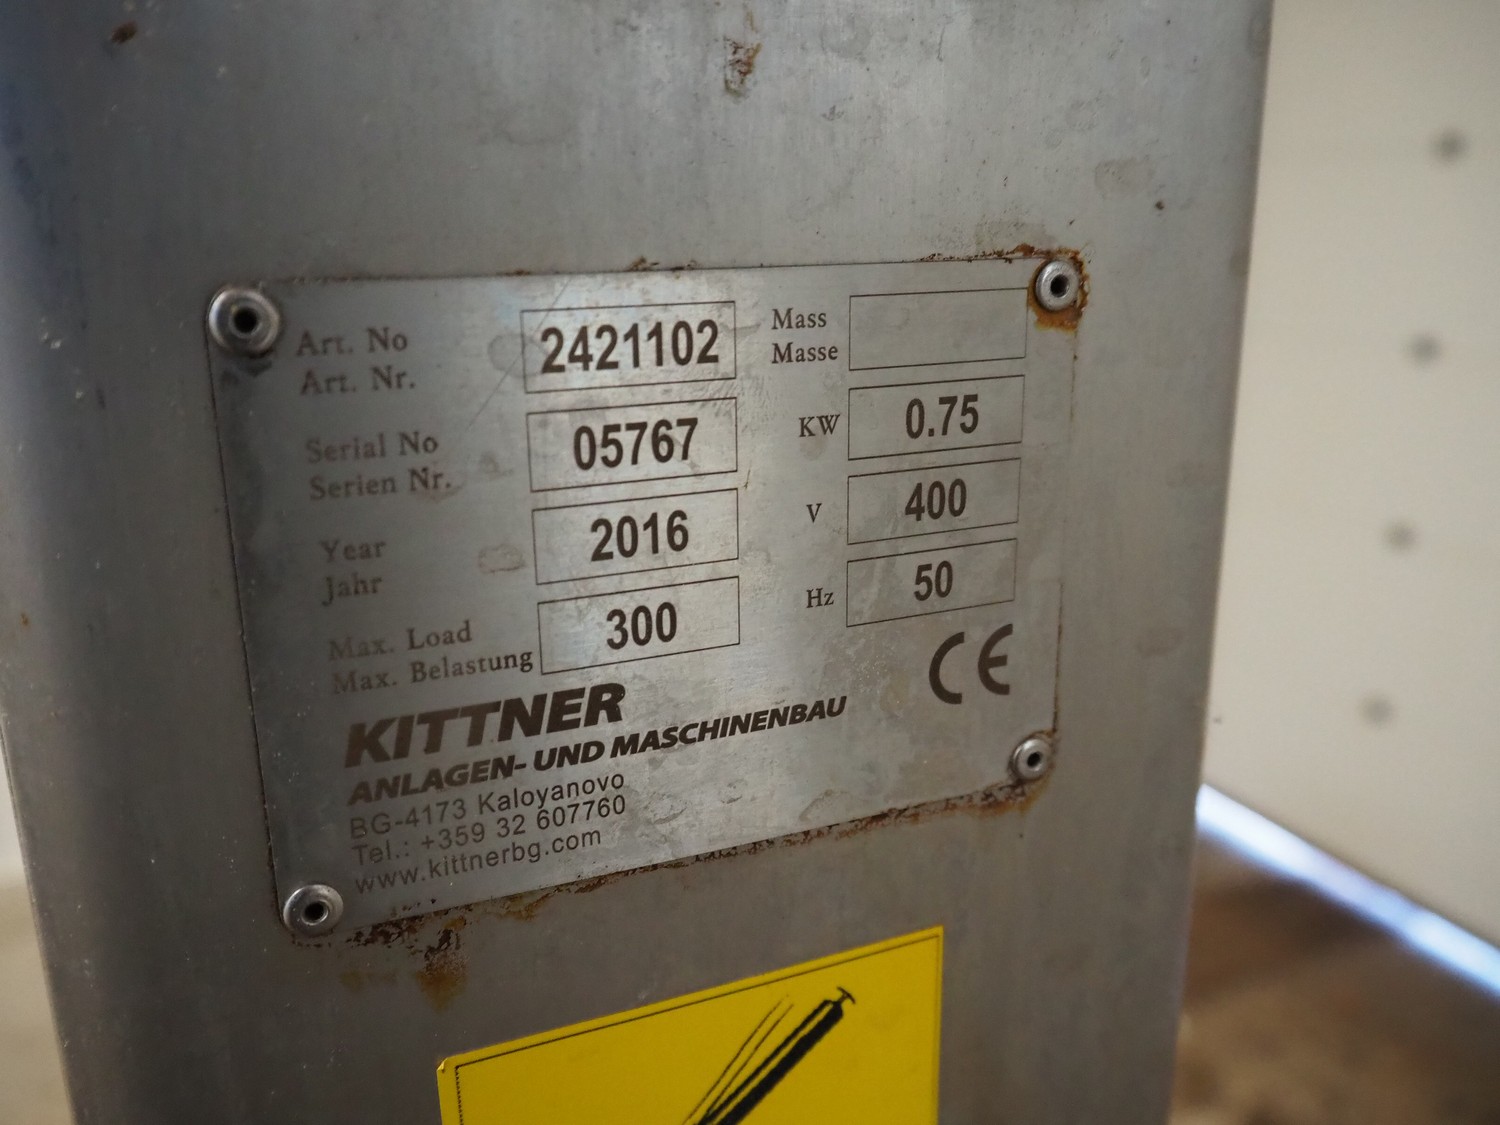 Art. No
Art. Nr.
2421102
Serial No
Serien Nr.
05767
Year
Jahr
2016
Max. Load
Max. Belastung
300
Mass
Masse
KW
0.75
V
400
Hz
50
CE
KITTNER
ANLAGEN- UND MASCHINENBAU
BG-4173 Kaloyanovo
Tel.: +359 32 607760
www.kittnerbg.com